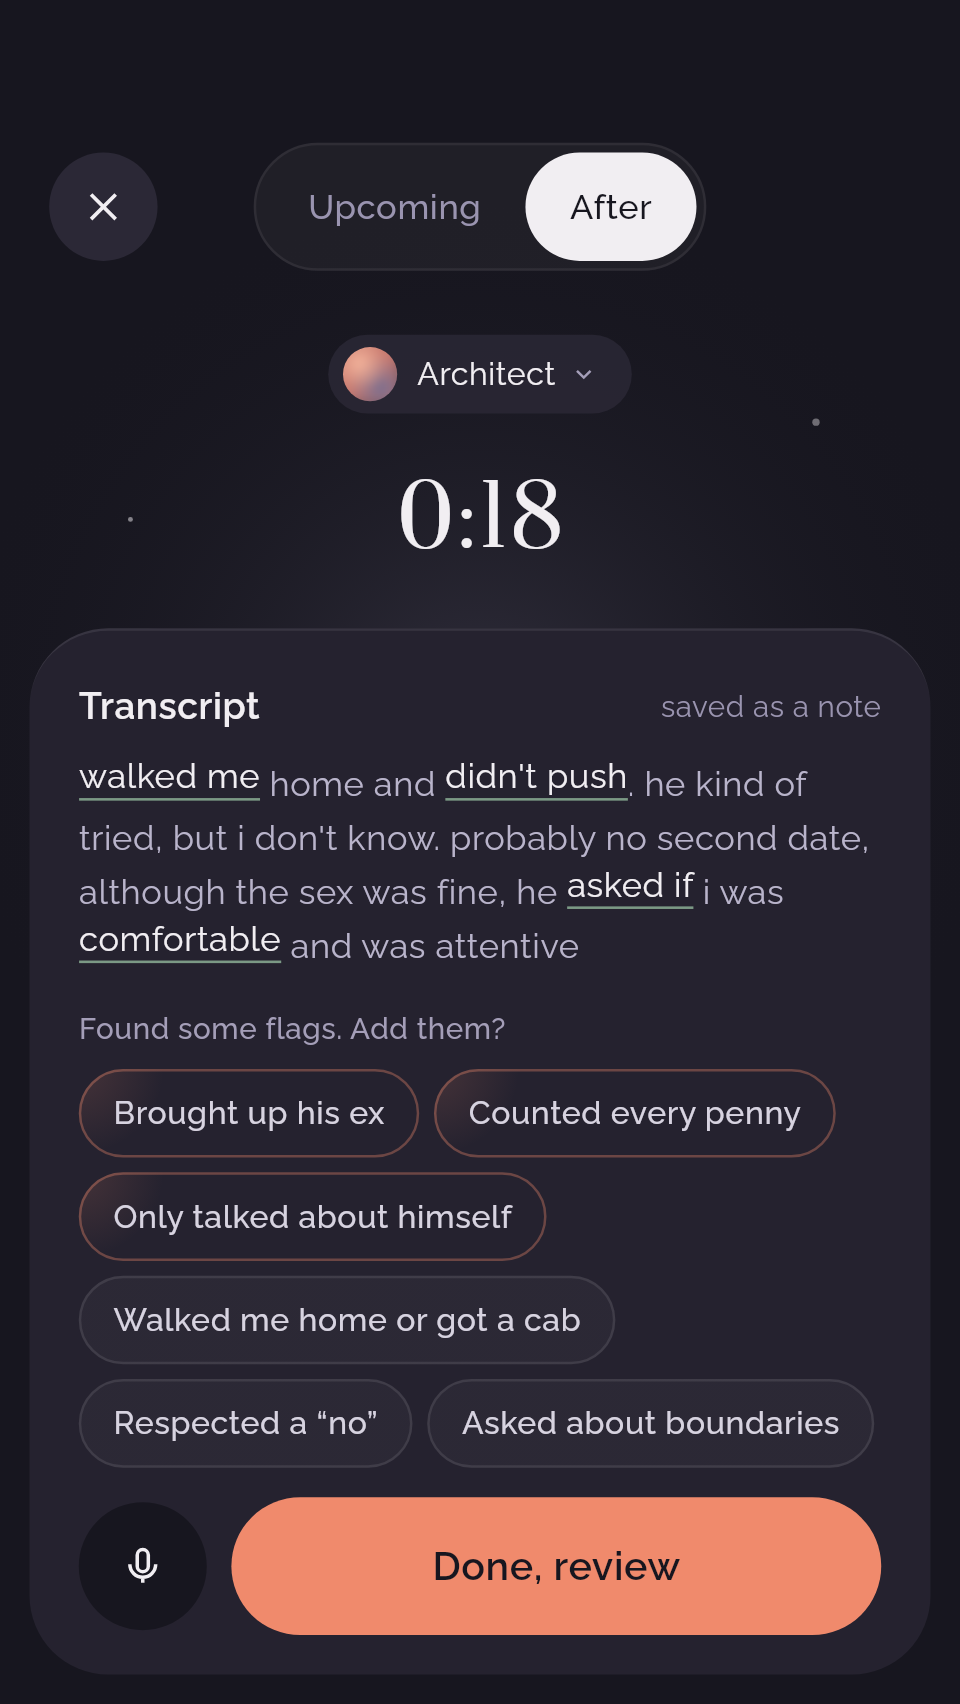 Upcoming After
Architect
0:18
Transcript saved as a note
walked me home and didn't push. he kind of
tried, but i don't know. probably no second date,
although the sex was fine, he asked if i was
comfortable and was attentive
Found some flags. Add them?
Brought up his ex Counted every penny
Only talked about himself
Walked me home or got a cab
Respected a “no” Asked about boundaries
Done, review